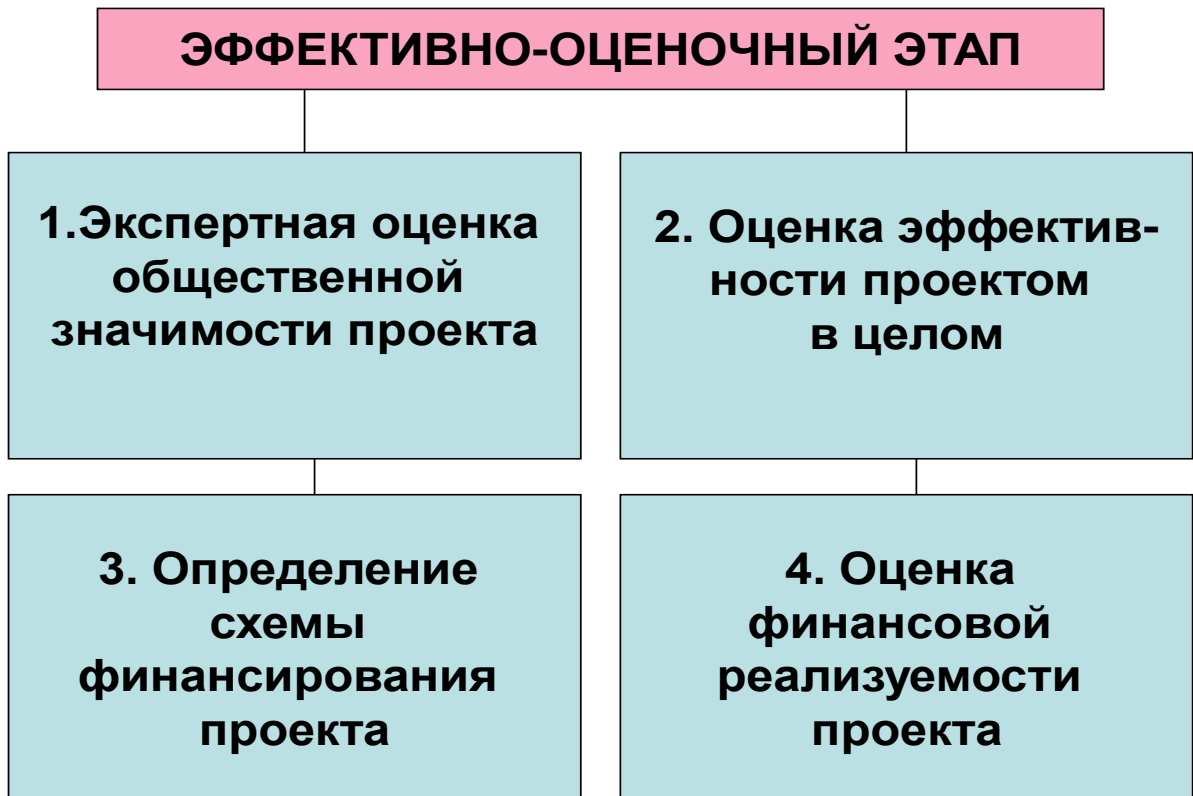 ЭФФЕКТИВНО-ОЦЕНОЧНЫЙ ЭТАП
1.Экспертная оценка
общественной
значимости проекта
2. Оценка эффектив-
ности проектом
в целом
3. Определение
схемы
финансирования
проекта
4. Оценка
финансовой
реализуемости
проекта